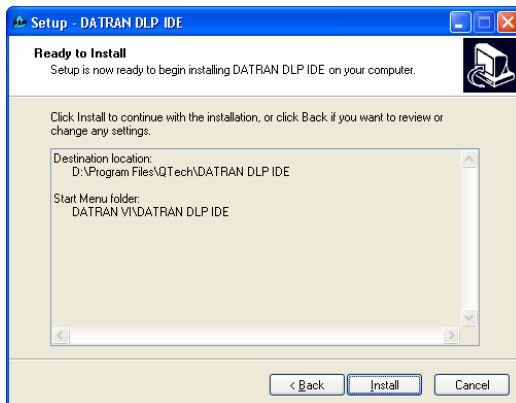 Setup - DATRAN DLP IDE
Ready to Install
Setup is now ready to begin installing DATRAN DLP IDE on your computer.
Click Install to continue with the installation, or click Back if you want to review or
change any settings.
Destination location:
D:\Program Files\QTech\DATRAN DLP IDE
Start Menu folder:
DATRAN VI\DATRAN DLP IDE
< Back
Install
Cancel